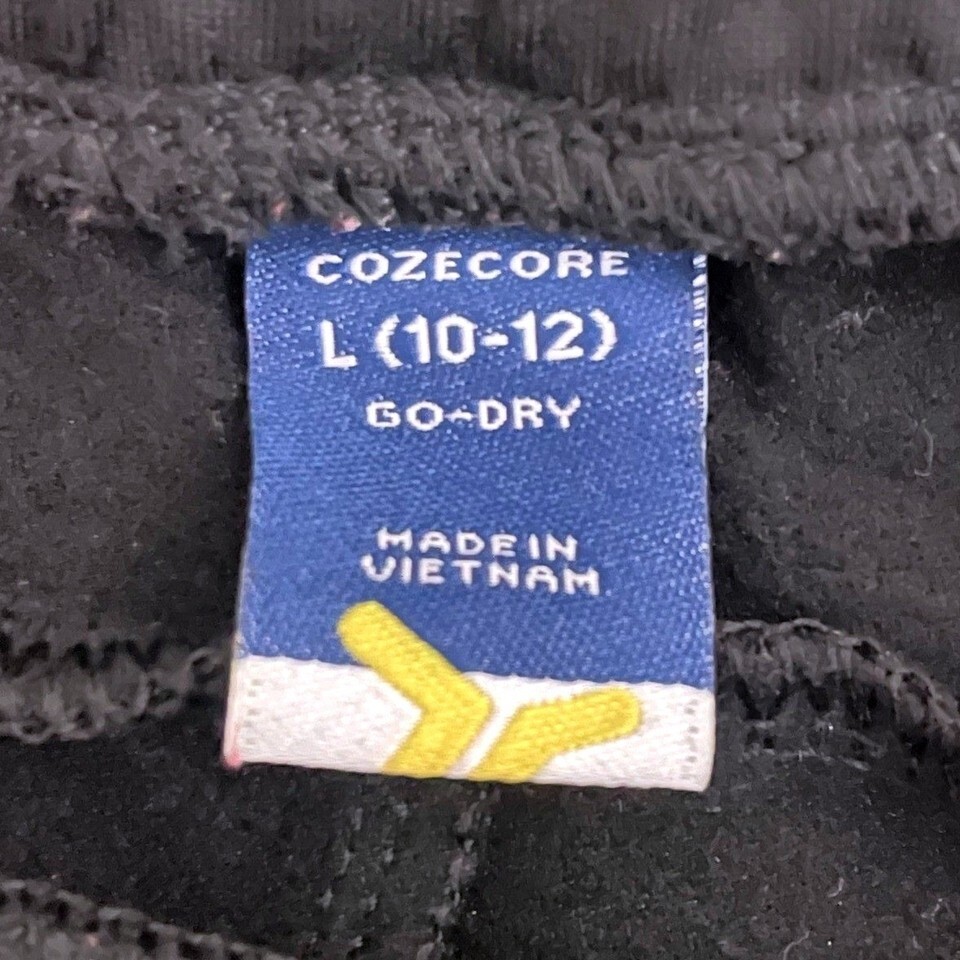 COZECORE
L (10-12)
GO-DRY
MADE IN
VIETNAM